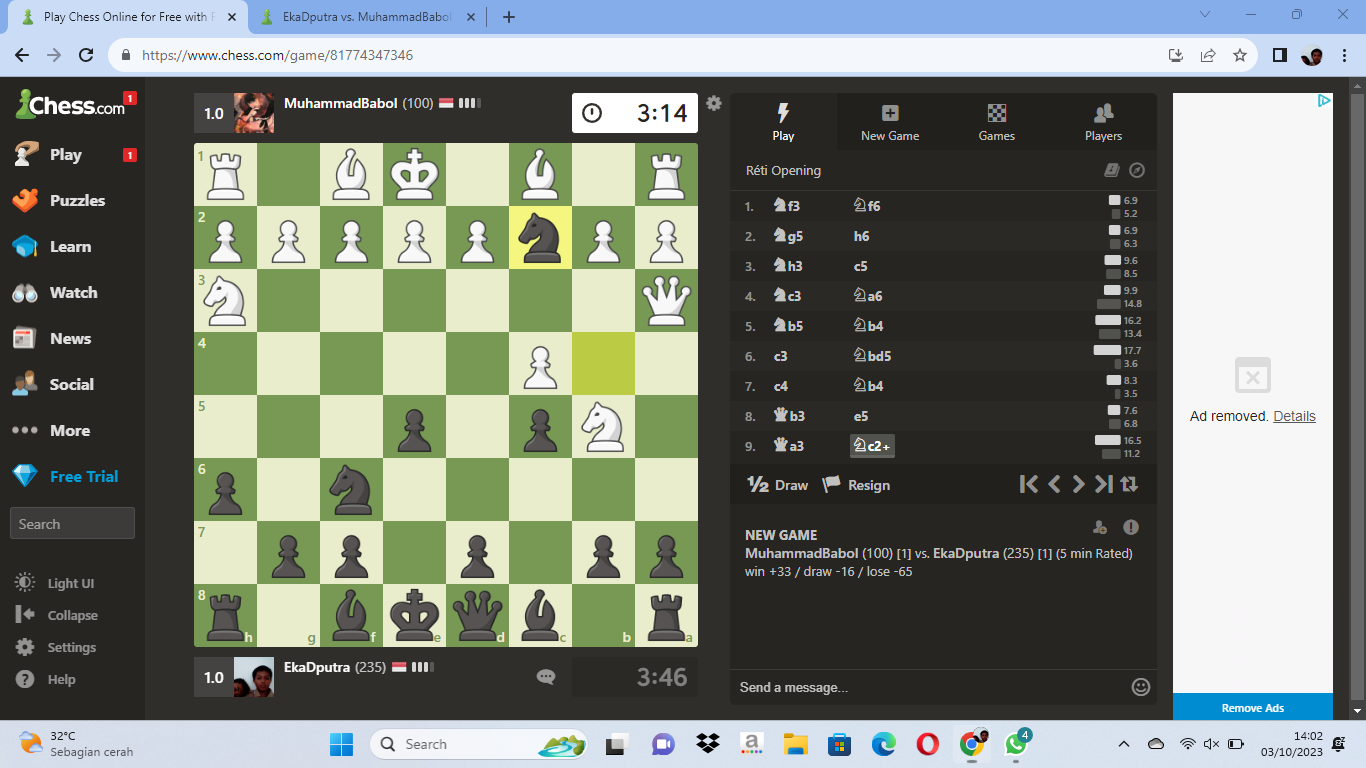 Play Chess Online for Free with F
EkaDputra vs. MuhammadBabol
https://www.chess.com/game/81774347346
Chess.com 1
Play 1
Puzzles
Learn
Watch
News
Social
More
Free Trial
Search
Light UI
Collapse
Settings
Help
1.0 MuhammadBabol (100) 3:14
1
2
3
4
5
6
7
8
h g f e d c b a
1.0 EkaDputra (235) 3:46
Play New Game Games Players
Réti Opening
1. f3 f6 6.9
5.2
2. g5 h6 6.9
6.3
3. h3 c5 9.6
8.5
4. c3 a6 9.9
14.8
5. b5 b4 16.2
13.4
6. c3 bd5 17.7
3.6
7. c4 b4 8.3
3.5
8. b3 e5 7.6
6.8
9. a3 c2+ 16.5
11.2
½ Draw Resign
NEW GAME
MuhammadBabol (100) [1] vs. EkaDputra (235) [1] (5 min Rated)
win +33 / draw -16 / lose -65
Send a message...
Ad removed. Details
Remove Ads
32°C
Sebagian cerah
Search
a
4
14:02
03/10/2023